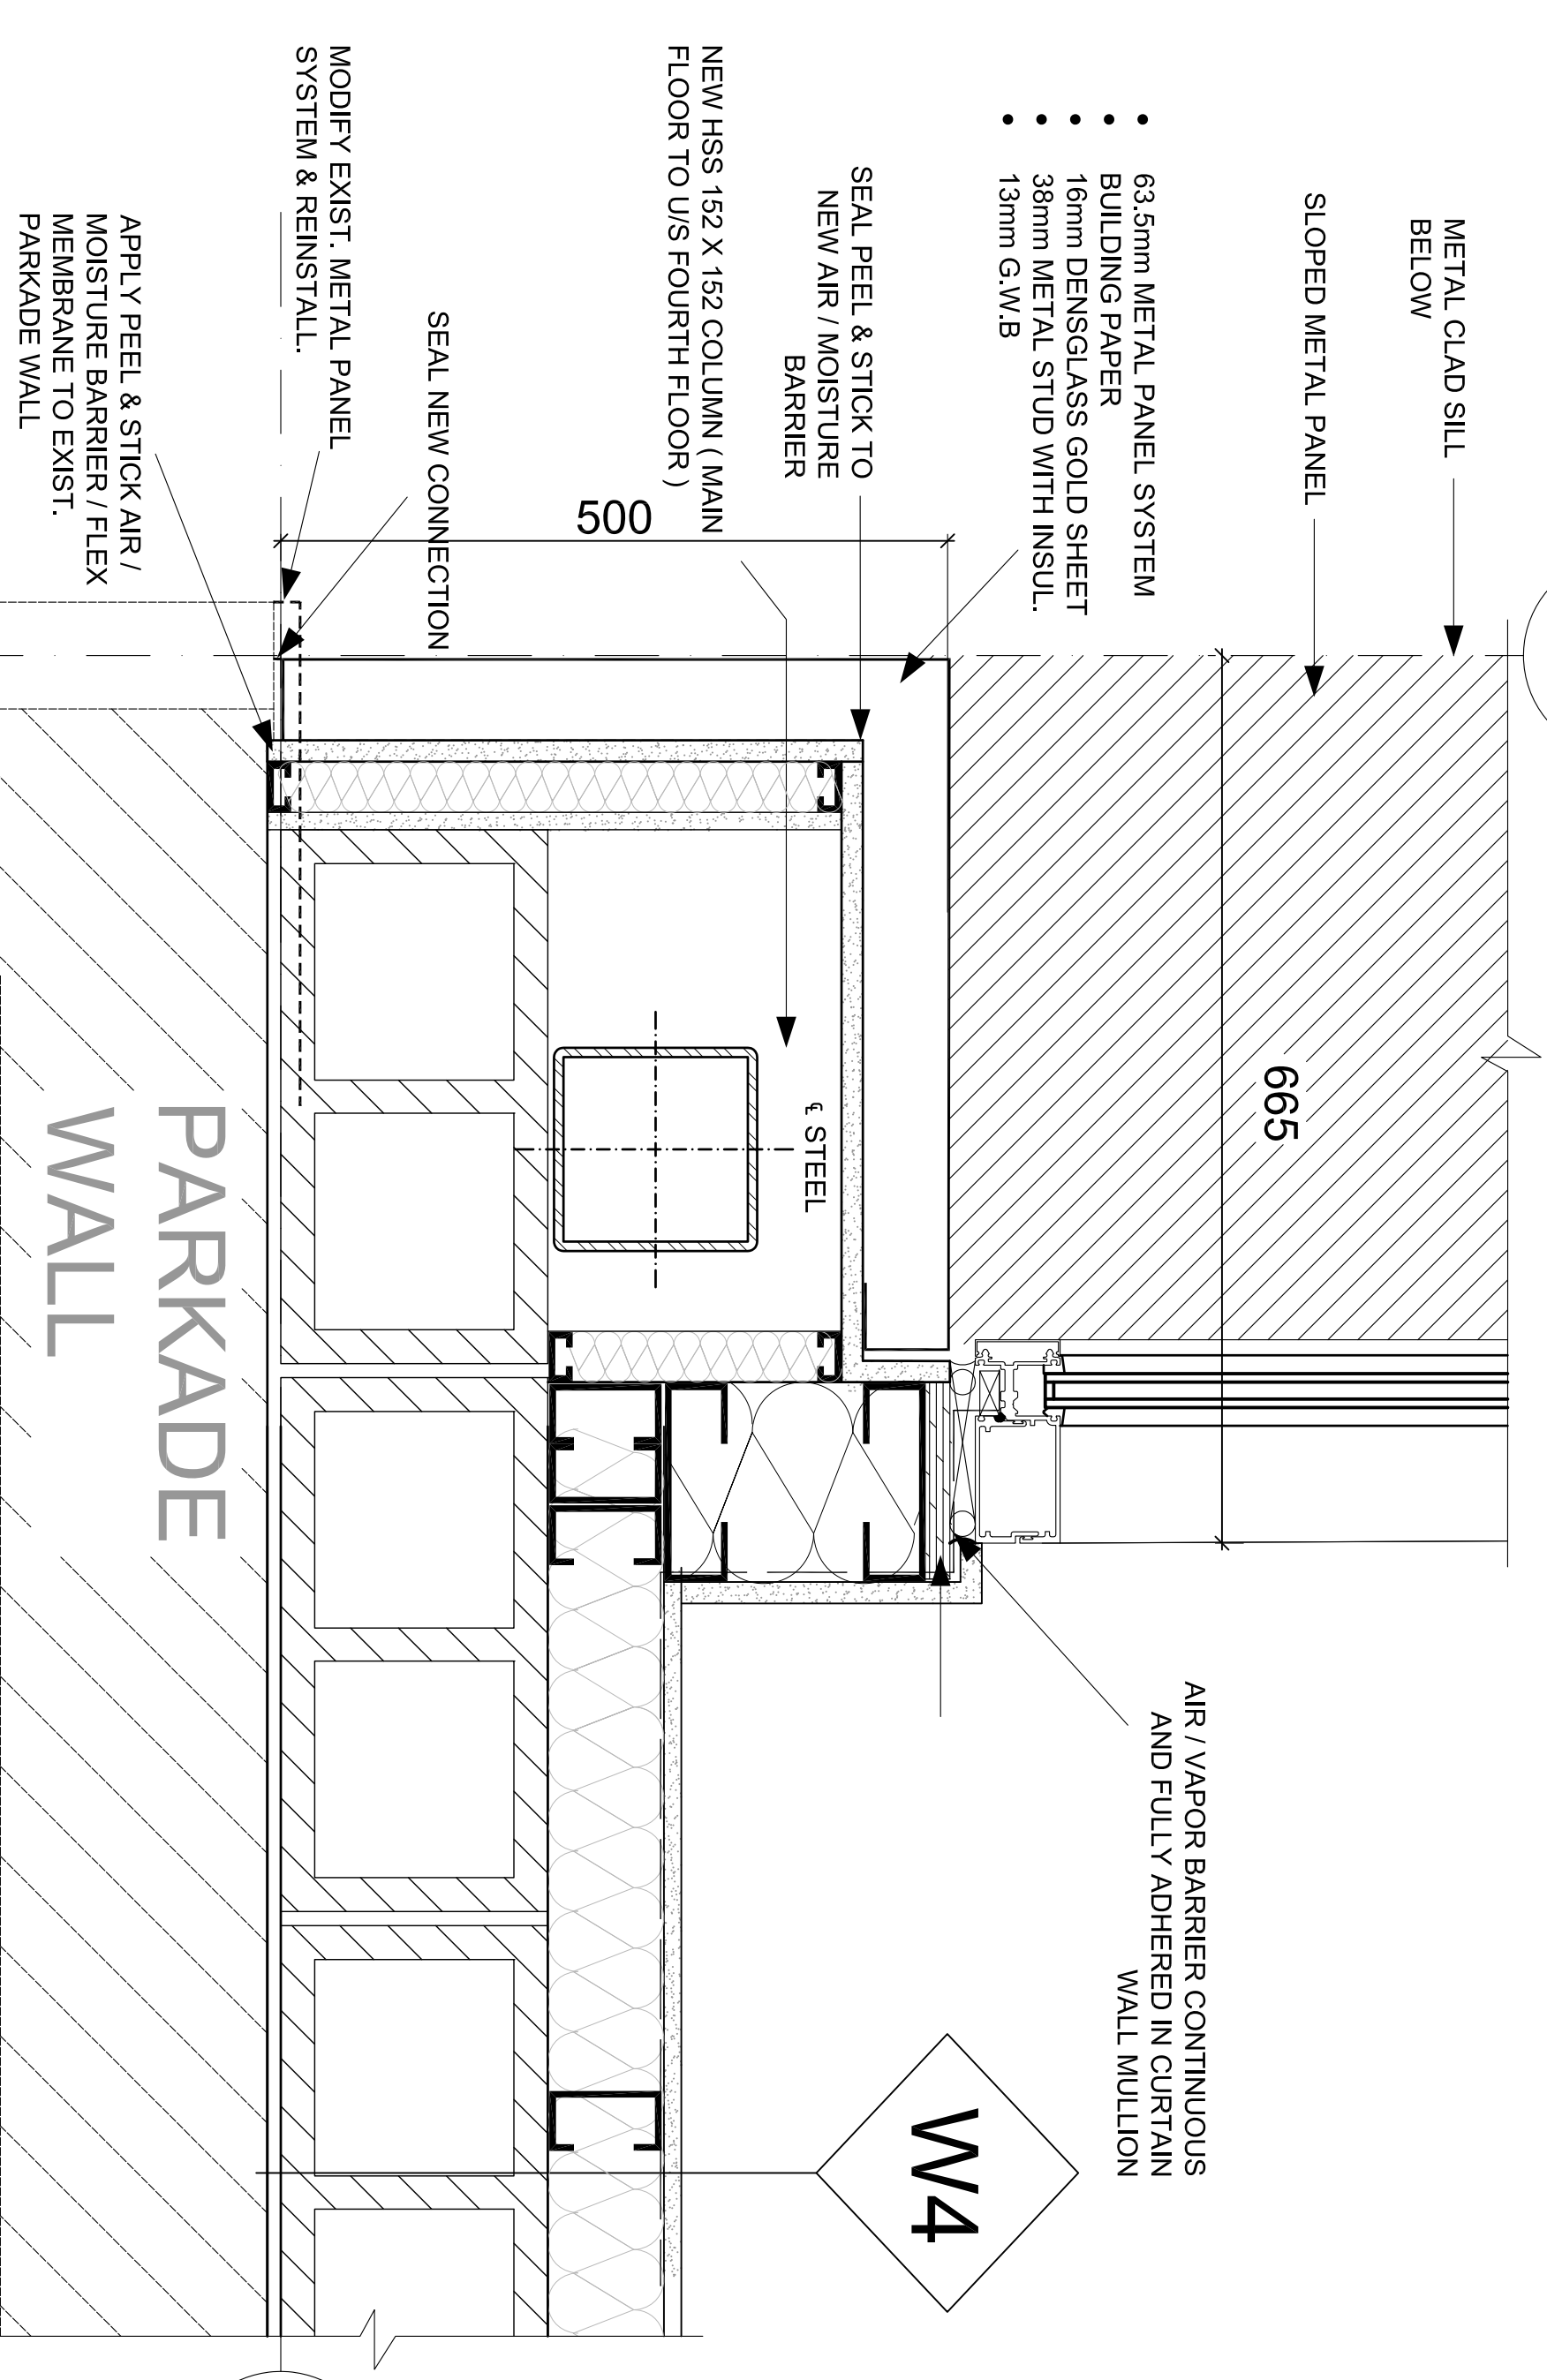 METAL CLAD SILL
BELOW
SLOPED METAL PANEL
• 63.5mm METAL PANEL SYSTEM
• BUILDING PAPER
• 16mm DENSGLASS GOLD SHEET
• 38mm METAL STUD WITH INSUL.
• 13mm G.W.B
SEAL PEEL & STICK TO
NEW AIR / MOISTURE
BARRIER
NEW HSS 152 X 152 COLUMN ( MAIN
FLOOR TO U/S FOURTH FLOOR )
SEAL NEW CONNECTION
MODIFY EXIST. METAL PANEL
SYSTEM & REINSTALL.
APPLY PEEL & STICK AIR /
MOISTURE BARRIER / FLEX
MEMBRANE TO EXIST.
PARKADE WALL
500
665
℄ STEEL
PARKADE
WALL
AIR / VAPOR BARRIER CONTINUOUS
AND FULLY ADHERED IN CURTAIN
WALL MULLION
W4